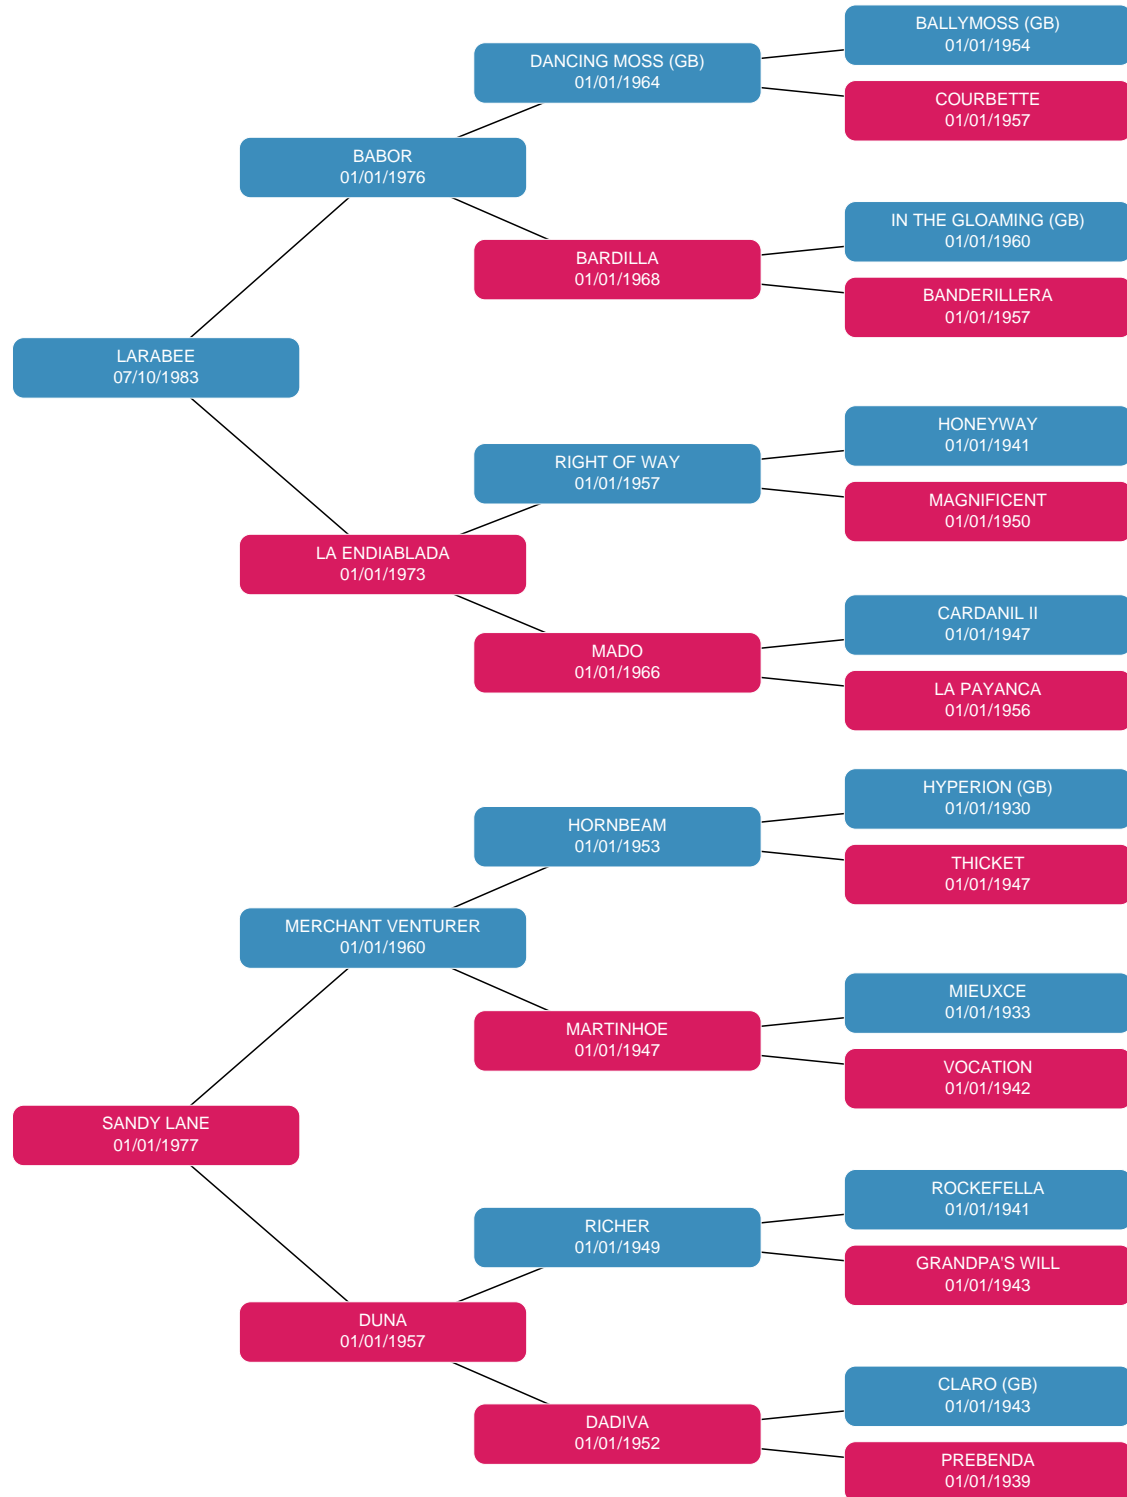 BALLYMOSS (GB)
01/01/1954
DANCING MOSS (GB)
01/01/1964
COURBETTE
01/01/1957
BABOR
01/01/1976
IN THE GLOAMING (GB)
01/01/1960
BARDILLA
01/01/1968
BANDERILLERA
01/01/1957
LARABEE
07/10/1983
HONEYWAY
01/01/1941
RIGHT OF WAY
01/01/1957
MAGNIFICENT
01/01/1950
LA ENDIABLADA
01/01/1973
CARDANIL II
01/01/1947
MADO
01/01/1966
LA PAYANCA
01/01/1956
HYPERION (GB)
01/01/1930
HORNBEAM
01/01/1953
THICKET
01/01/1947
MERCHANT VENTURER
01/01/1960
MIEUXCE
01/01/1933
MARTINHOE
01/01/1947
VOCATION
01/01/1942
SANDY LANE
01/01/1977
ROCKEFELLA
01/01/1941
RICHER
01/01/1949
GRANDPA'S WILL
01/01/1943
DUNA
01/01/1957
CLARO (GB)
01/01/1943
DADIVA
01/01/1952
PREBENDA
01/01/1939